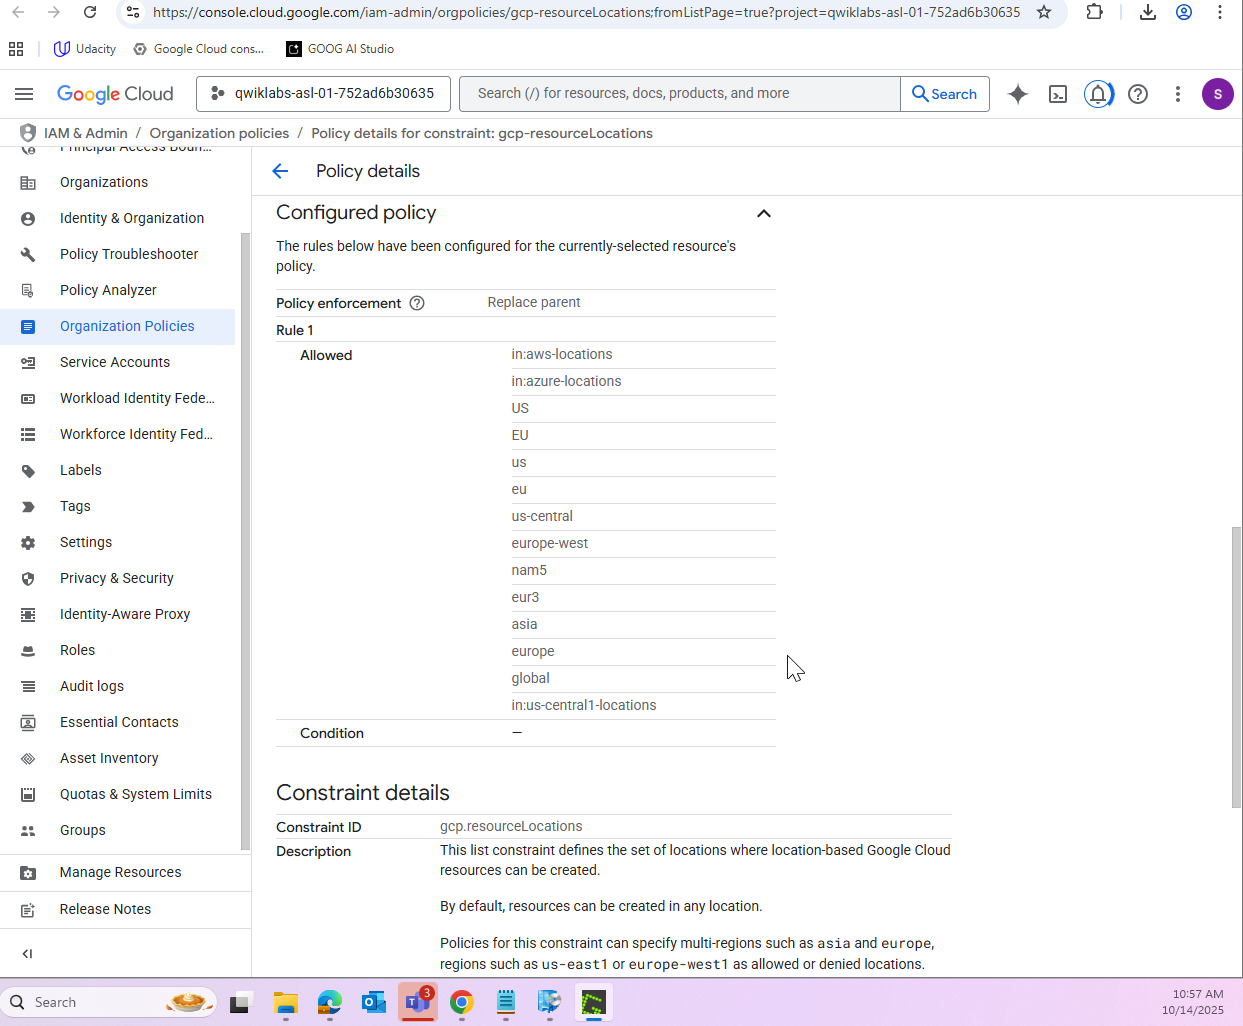 https://console.cloud.google.com/iam-admin/orgpolicies/gcp-resourceLocations;fromListPage=true?project=qwiklabs-asl-01-752ad6b30635
Udacity
Google Cloud cons...
GOOG AI Studio
Google Cloud
qwiklabs-asl-01-752ad6b30635
Search (/) for resources, docs, products, and more
Search
S
IAM & Admin / Organization policies / Policy details for constraint: gcp-resourceLocations
Principal Access Boun...
Organizations
Identity & Organization
Policy Troubleshooter
Policy Analyzer
Organization Policies
Service Accounts
Workload Identity Fede...
Workforce Identity Fed...
Labels
Tags
Settings
Privacy & Security
Identity-Aware Proxy
Roles
Audit logs
Essential Contacts
Asset Inventory
Quotas & System Limits
Groups
Manage Resources
Release Notes
Policy details
Configured policy
The rules below have been configured for the currently-selected resource's
policy.
Policy enforcement Replace parent
Rule 1
Allowed in:aws-locations
in:azure-locations
US
EU
us
eu
us-central
europe-west
nam5
eur3
asia
europe
global
in:us-central1-locations
Condition —
Constraint details
Constraint ID gcp.resourceLocations
Description This list constraint defines the set of locations where location-based Google Cloud
resources can be created.
By default, resources can be created in any location.
Policies for this constraint can specify multi-regions such as asia and europe,
regions such as us-east1 or europe-west1 as allowed or denied locations.
Search
3
10:57 AM
10/14/2025